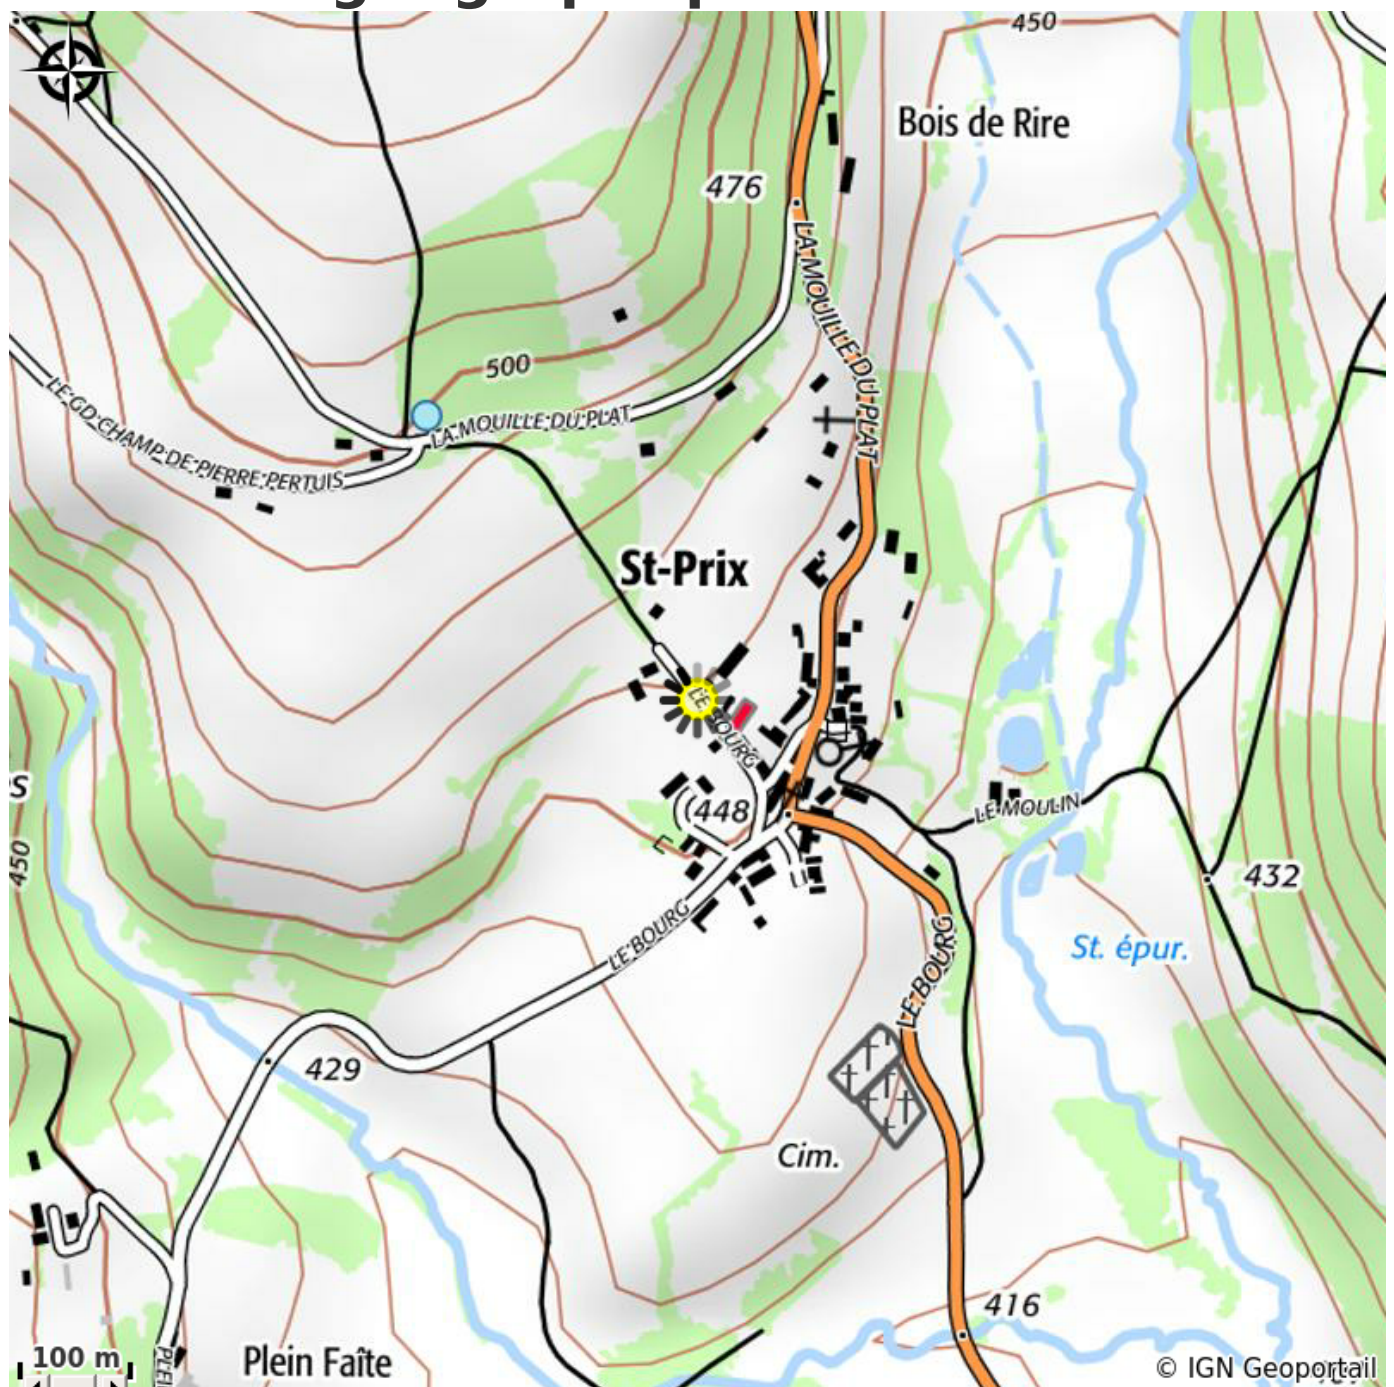 450
Bois de Rire
476
LA MOUILLE DU PLAT
500
LA MOUILLE DU PLAT
LE GD CHAMP DE PIERRE PERTUIS
St-Prix
LE BOURG
S
450
448
LE MOULIN
432
LE BOURG
LE BOURG
St. épur.
429
Cim.
416
Plein Faîte
PLEI
100 m
© IGN Geoportail